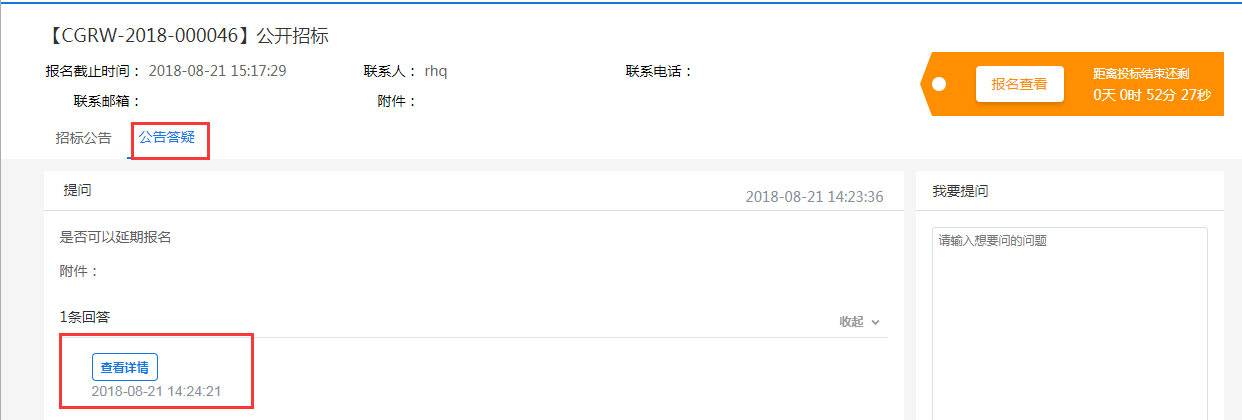 【CGRW-2018-000046】公开招标
报名截止时间： 2018-08-21 15:17:29 联系人： rhq 联系电话：
联系邮箱： 附件：
报名查看
距离投标结束还剩
0天 0时 52分 27秒
招标公告 公告答疑
提问 2018-08-21 14:23:36
是否可以延期报名
附件：
1条回答 收起
查看详情
2018-08-21 14:24:21
我要提问
请输入想要问的问题